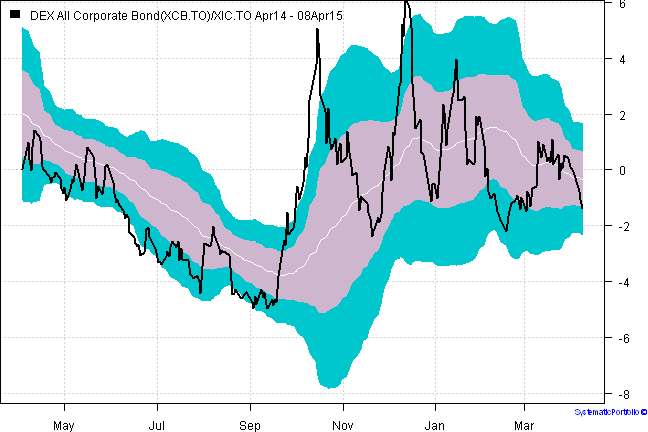 DEX All Corporate Bond(XCB.TO)/XIC.TO Apr14 - 08Apr15
6
4
2
0
-2
-4
-6
-8
May Jul Sep Nov Jan Mar
SystematicPortfolio ©